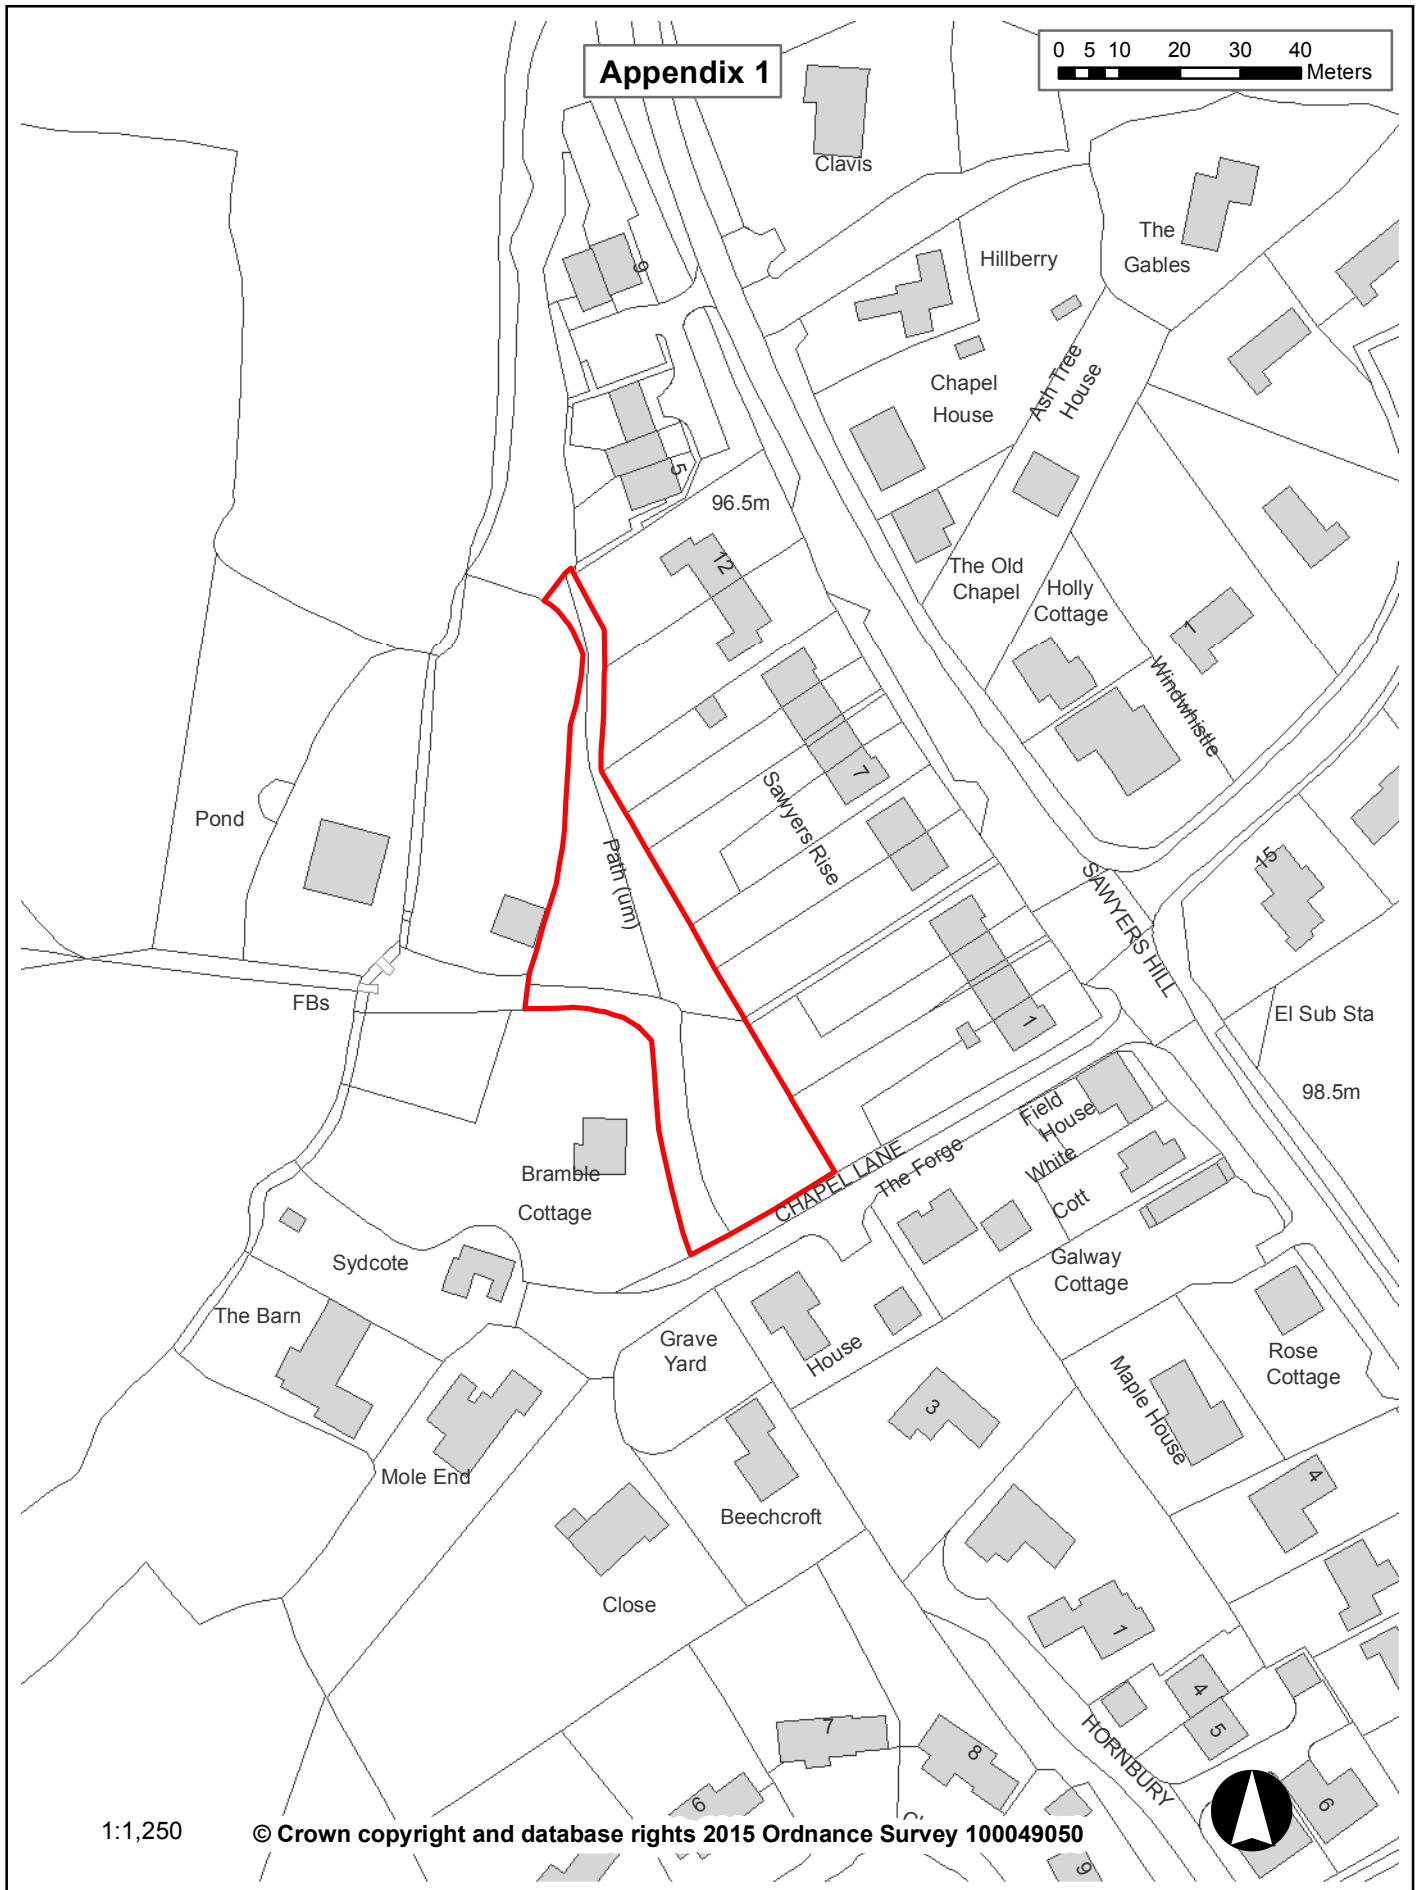 Appendix 1
0 5 10 20 30 40
Meters
Clavis
The
Gables
Hillberry
9
Chapel
House
Ash Tree
House
5
96.5m
12
The Old
Chapel
Holly
Cottage
1
Windwhistle
Pond
7
Sawyers Rise
Path (um)
15
SAWYERS HILL
FBs
El Sub Sta
1
98.5m
Field
House
CHAPEL LANE
The Forge
White
Cott
Bramble
Cottage
Galway
Cottage
Sydcote
The Barn
Grave
Yard
House
Rose
Cottage
Maple House
3
Mole End
4
Beechcroft
Close
1
4
5
7
8
HORNBURY
6
6
9
1:1,250
© Crown copyright and database rights 2015 Ordnance Survey 100049050